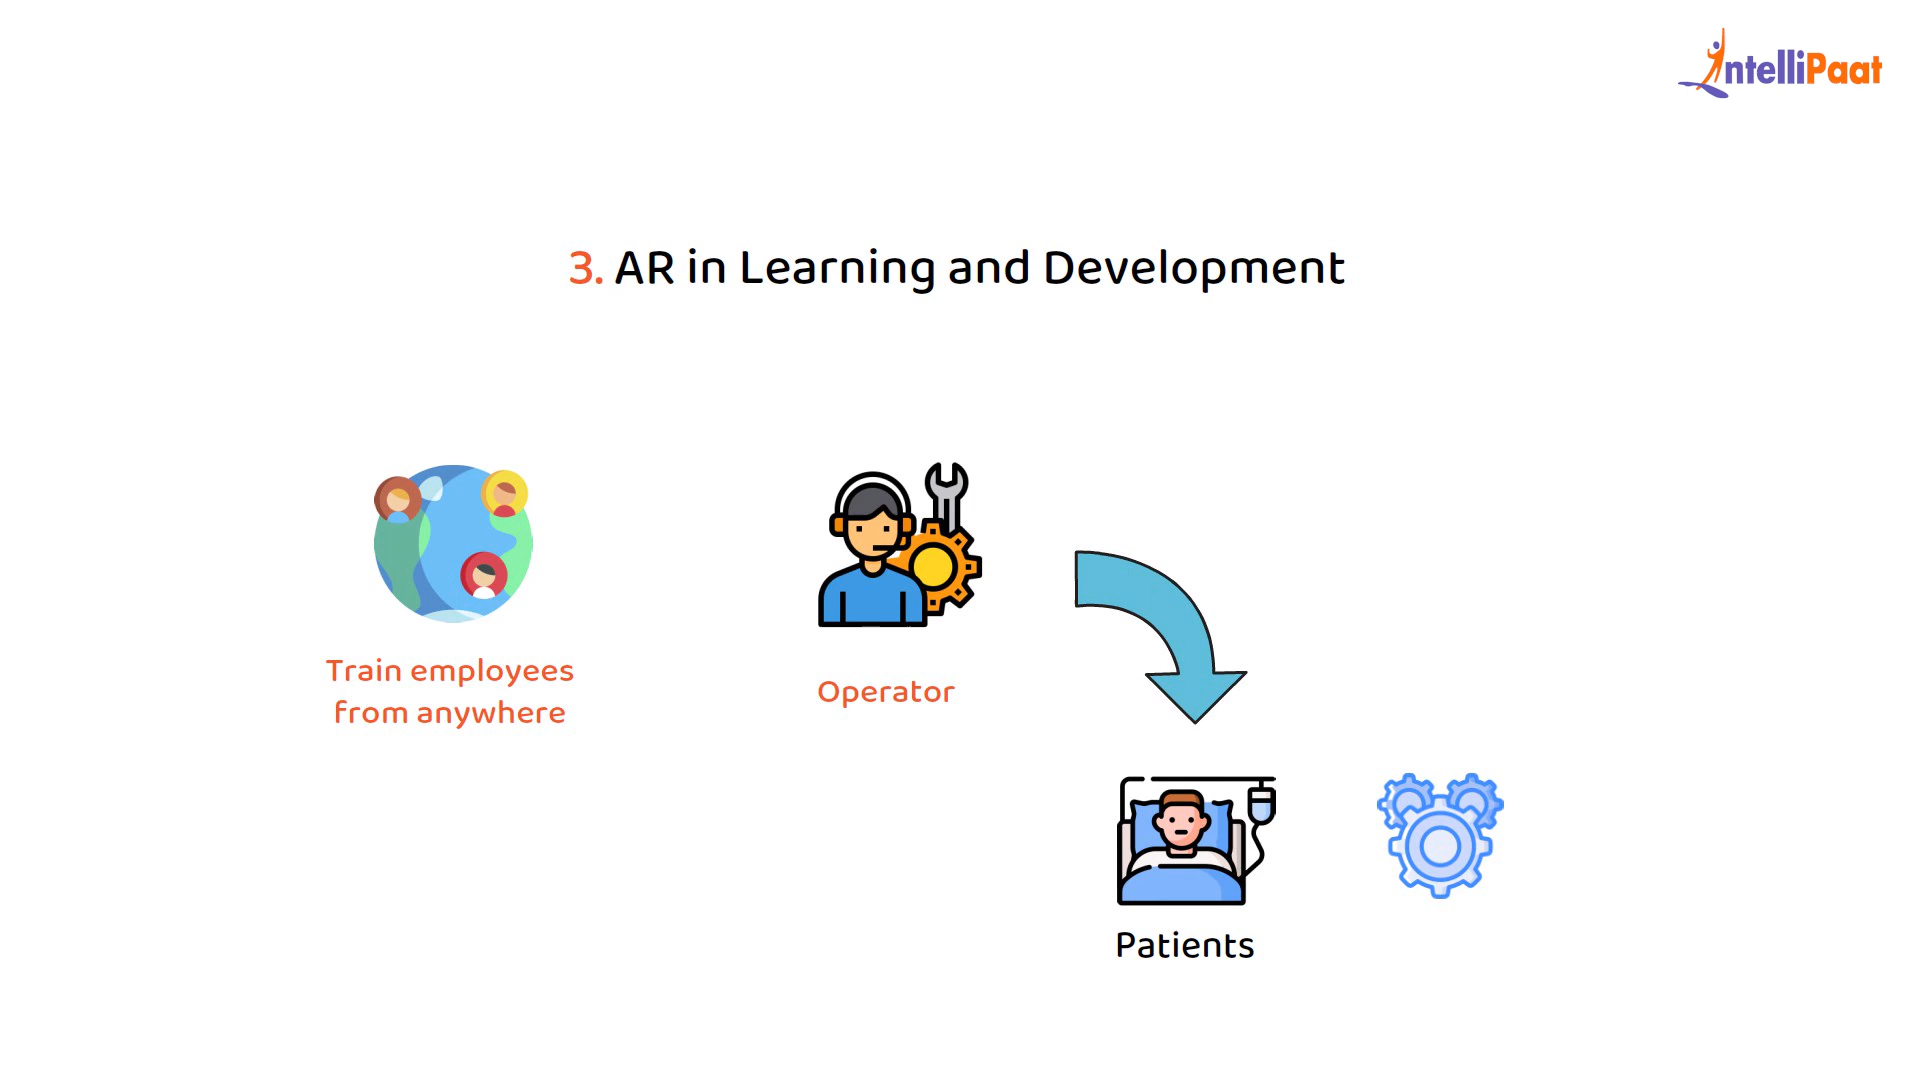 IntelliPaat
3. AR in Learning and Development
Train employees
from anywhere
Operator
Patients